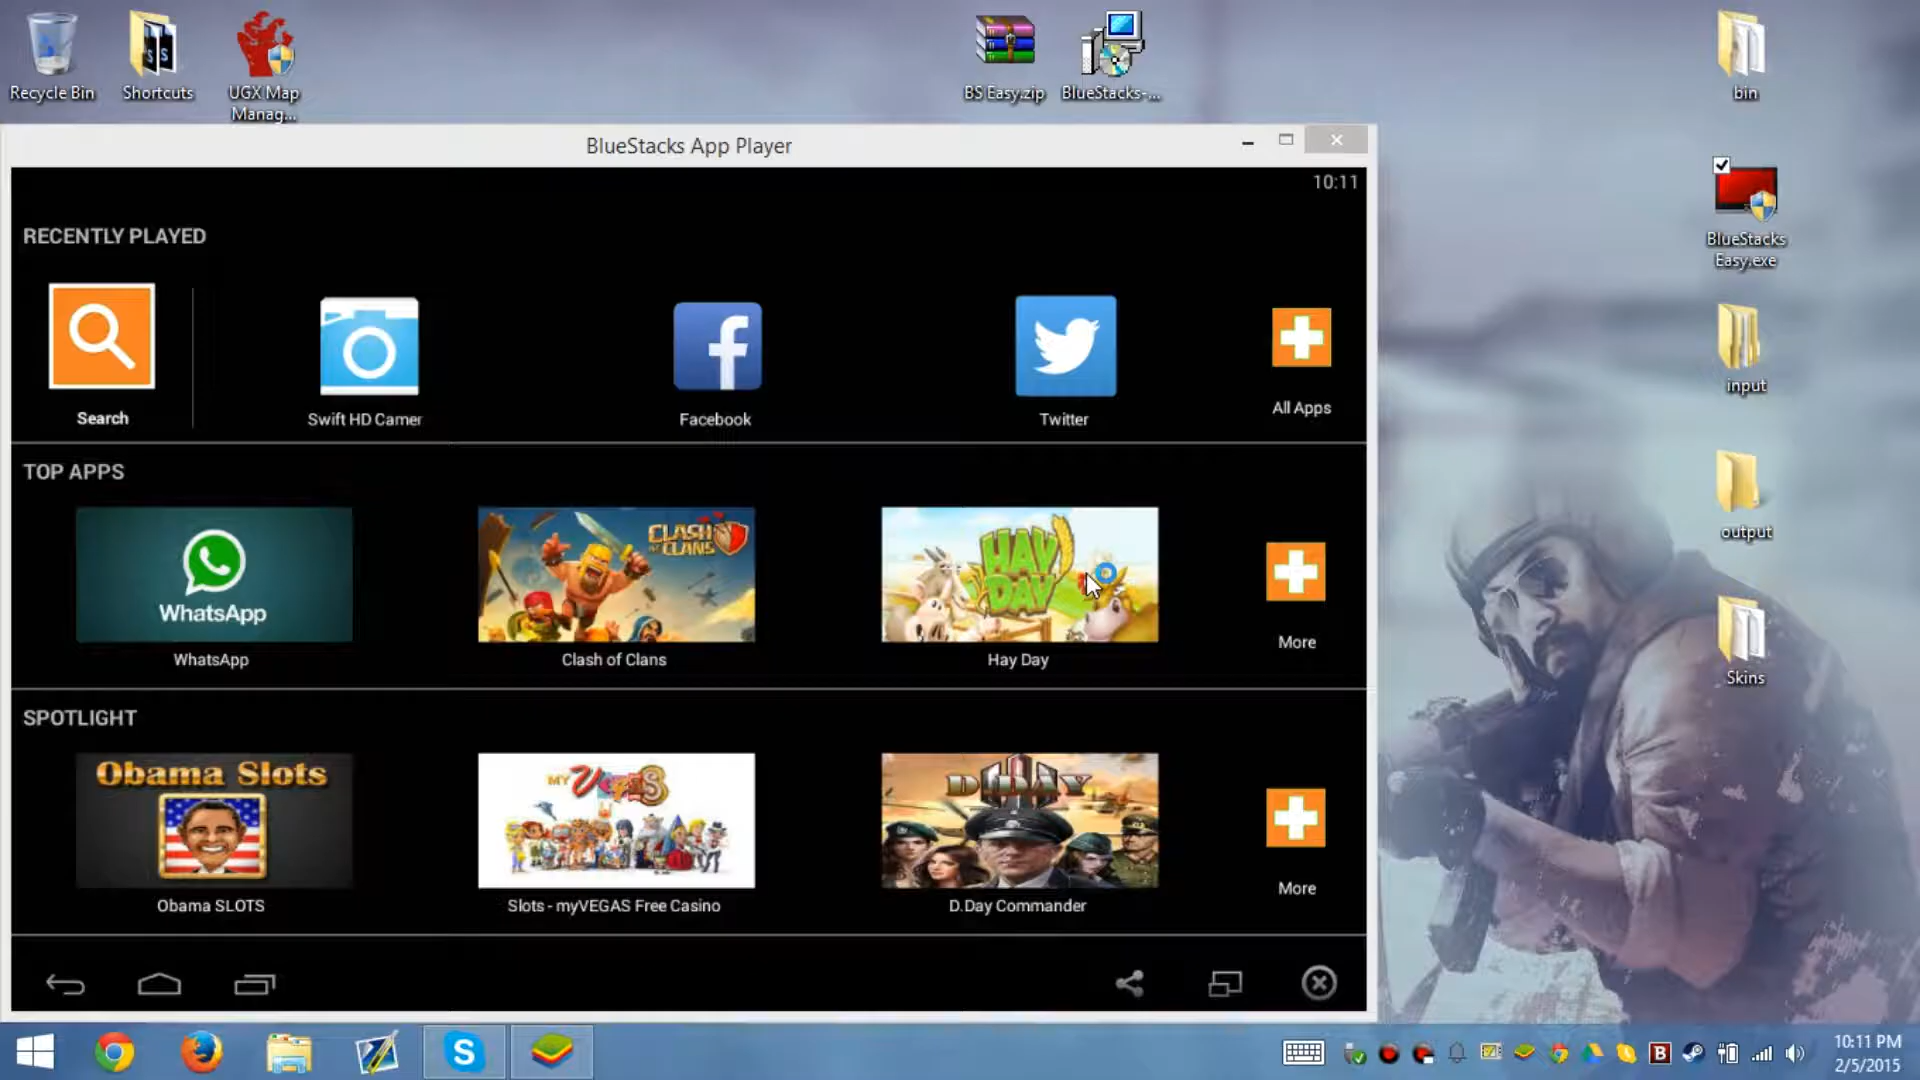 Recycle Bin
Shortcuts
UGX Map
Manag...
BS Easy.zip
BlueStacks-...
bin
BlueStacks App Player
10:11
RECENTLY PLAYED
Search
Swift HD Camer
Facebook
Twitter
All Apps
BlueStacks
Easy.exe
input
TOP APPS
WhatsApp
CLASH OF CLANS
HAY
DAY
WhatsApp
Clash of Clans
Hay Day
More
output
Skins
SPOTLIGHT
Obama Slots
MY VEGAS
D-DAY
Obama SLOTS
Slots - myVEGAS Free Casino
D.Day Commander
More
10:11 PM
2/5/2015